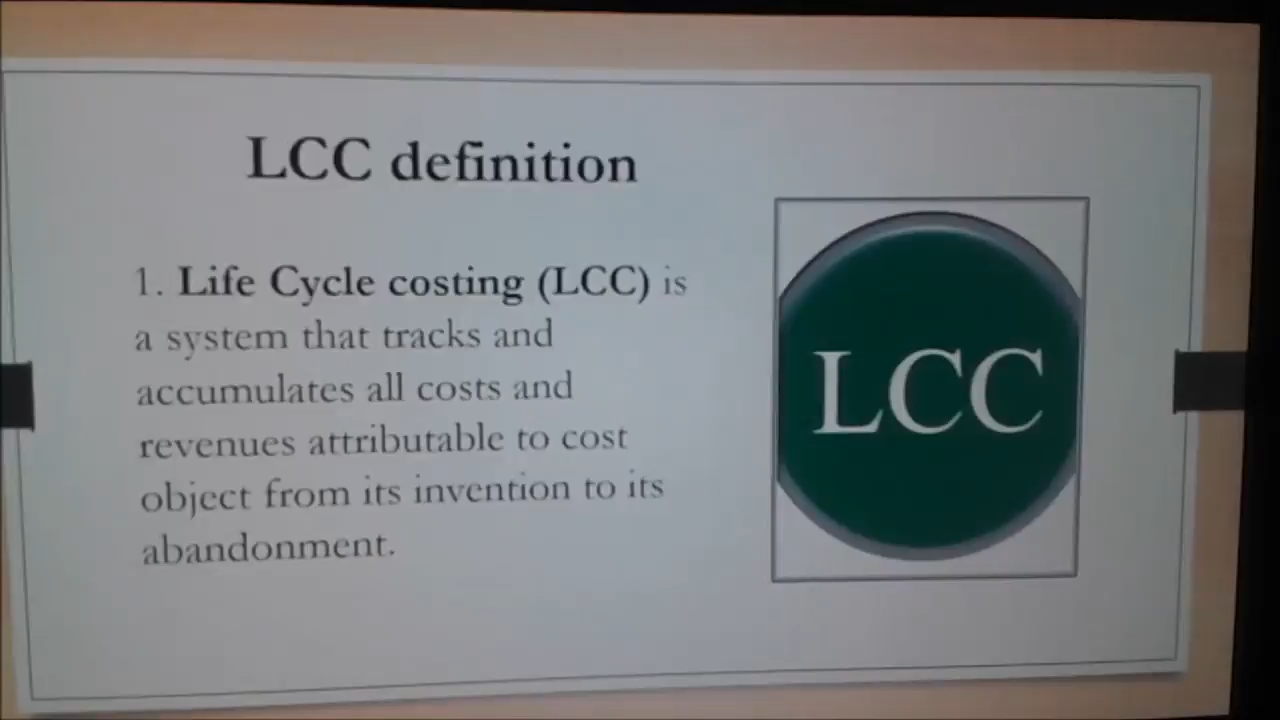 LCC definition
1. Life Cycle costing (LCC) is
a system that tracks and
accumulates all costs and
revenues attributable to cost
object from its invention to its
abandonment.
LCC